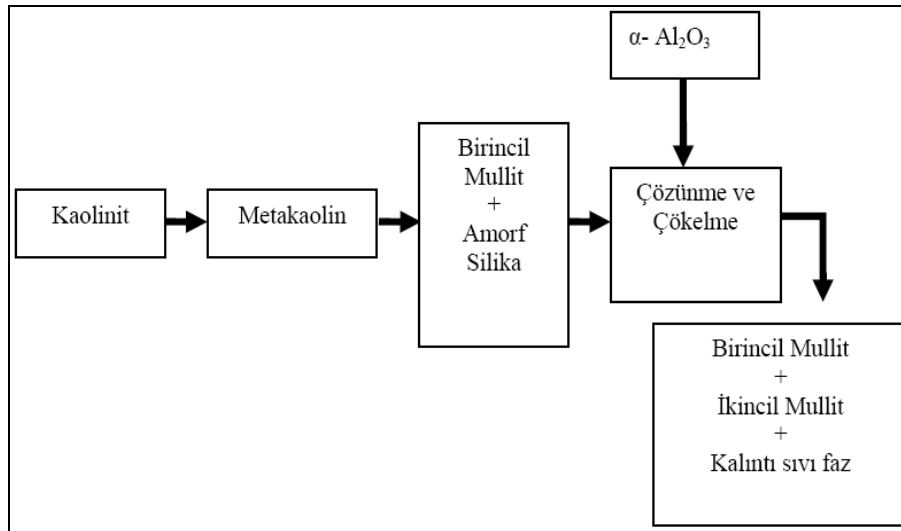 α- Al₂O₃
Kaolinit
Metakaolin
Birincil
Mullit
+
Amorf
Silika
Çözünme ve
Çökelme
Birincil Mullit
+
İkincil Mullit
+
Kalıntı sıvı faz